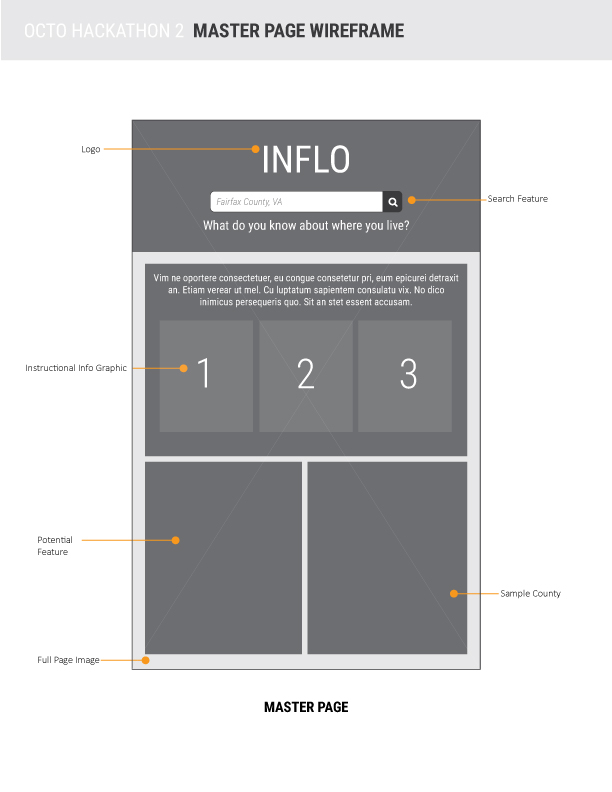 OCTO HACKATHON 2 MASTER PAGE WIREFRAME
Logo
INFLO
Fairfax County, VA
Search Feature
What do you know about where you live?
Vim ne oportere consectetuer, eu congue consetetur pri, eum epicurei detraxit
an. Etiam verear ut mel. Cu luptatum sapientem consulatu vix. No dico
inimicus persequeris quo. Sit an stet essent accusam.
Instructional Info Graphic
1 2 3
Potential
Feature
Sample County
Full Page Image
MASTER PAGE